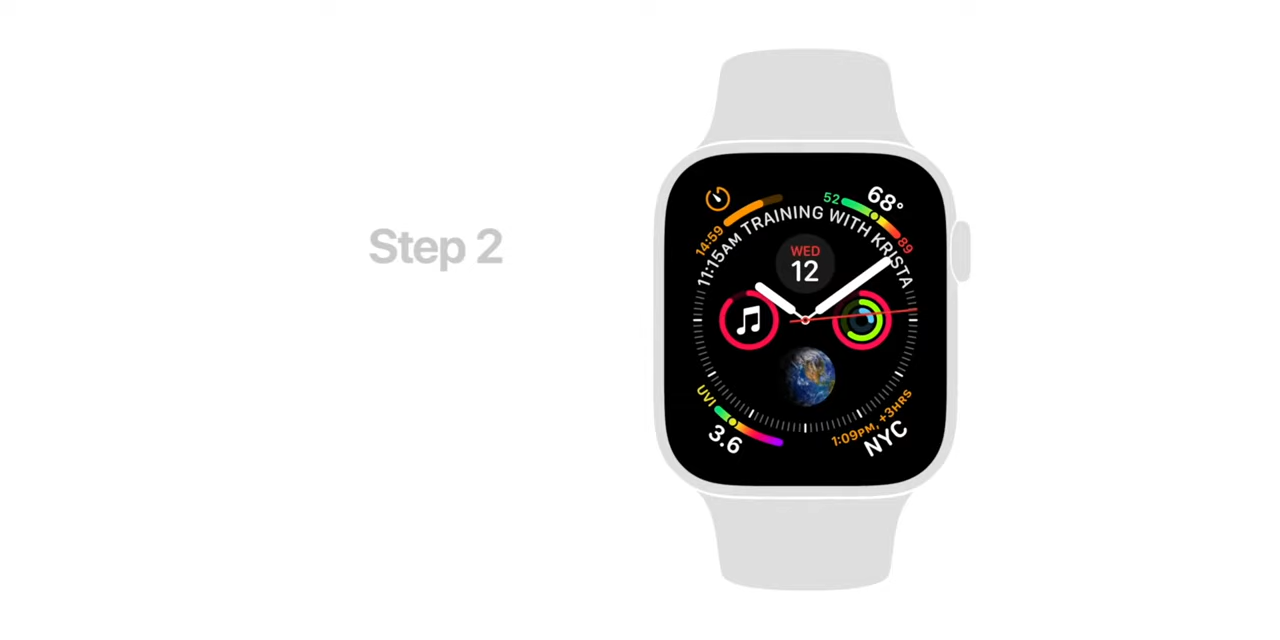 Step 2
68°
52
89
14:59
11:15AM TRAINING WITH KRISTA
WED
12
UVI
3.6
1:09PM, +3HRS
NYC